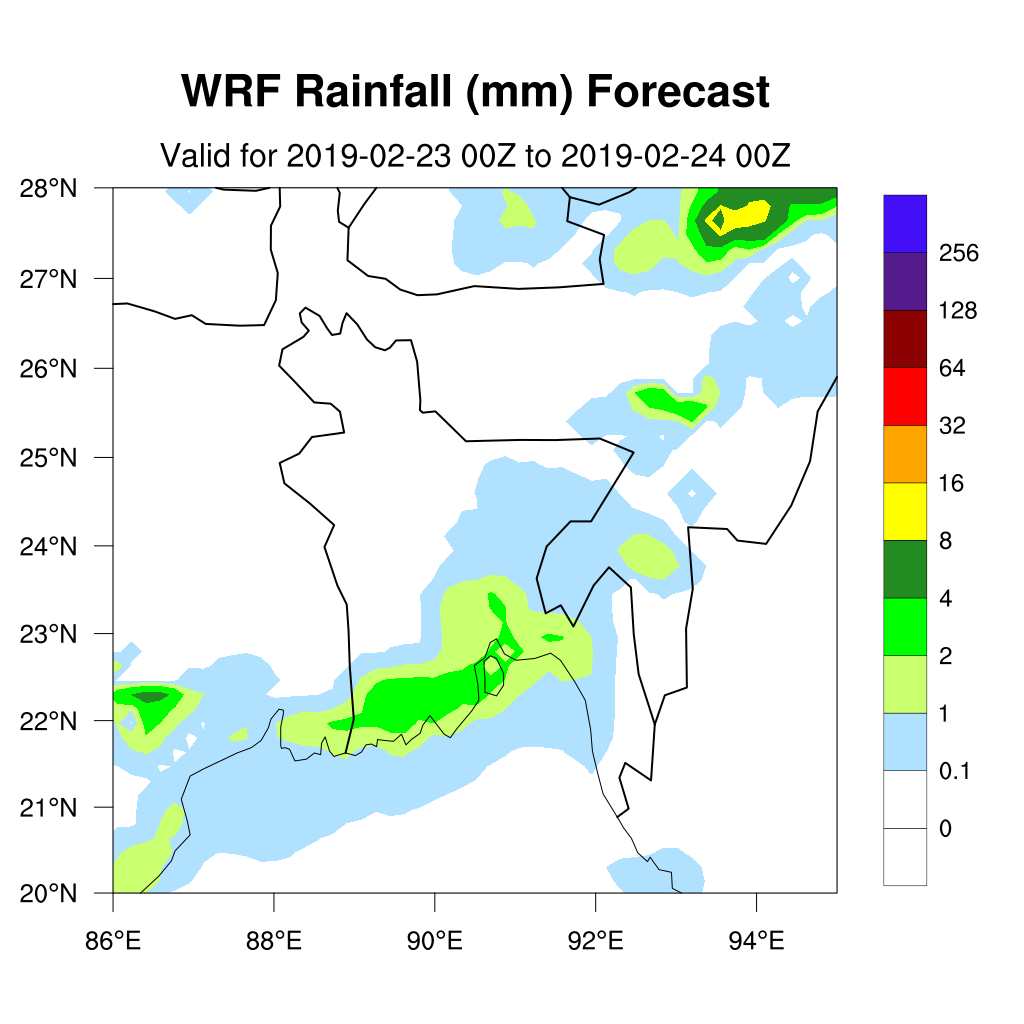 WRF Rainfall (mm) Forecast
Valid for 2019-02-23 00Z to 2019-02-24 00Z
28°N
27°N
26°N
25°N
24°N
23°N
22°N
21°N
20°N
86°E
88°E
90°E
92°E
94°E
256
128
64
32
16
8
4
2
1
0.1
0